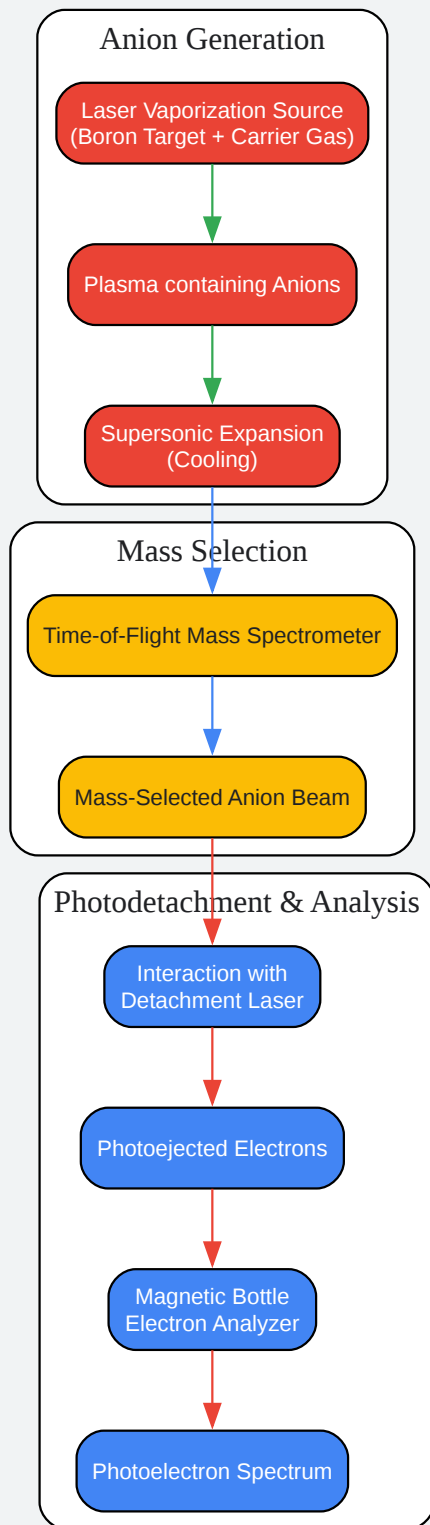 Anion Generation
Laser Vaporization Source
(Boron Target + Carrier Gas)
Plasma containing Anions
Supersonic Expansion
(Cooling)
Mass Selection
Time-of-Flight Mass Spectrometer
Mass-Selected Anion Beam
Photodetachment & Analysis
Interaction with
Detachment Laser
Photoejected Electrons
Magnetic Bottle
Electron Analyzer
Photoelectron Spectrum